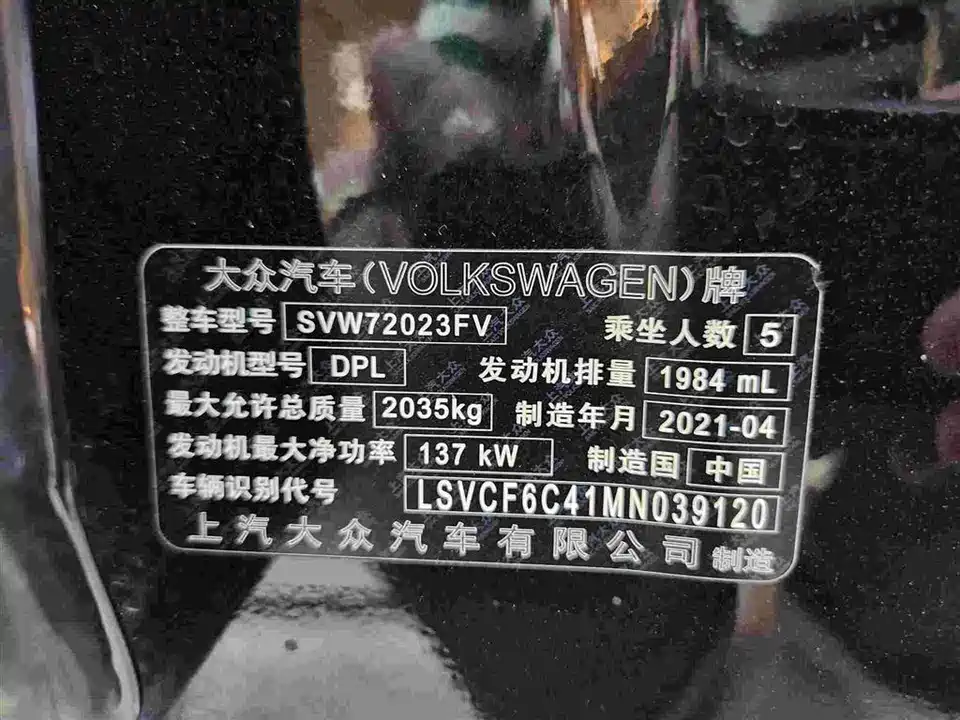 大众汽车(VOLKSWAGEN)牌
整车型号 SVW72023FV 乘坐人数 5
发动机型号 DPL 发动机排量 1984 mL
最大允许总质量 2035kg 制造年月 2021-04
发动机最大净功率 137 kW 制造国 中国
车辆识别代号 LSVCF6C41MN039120
上汽大众汽车有限公司 制造